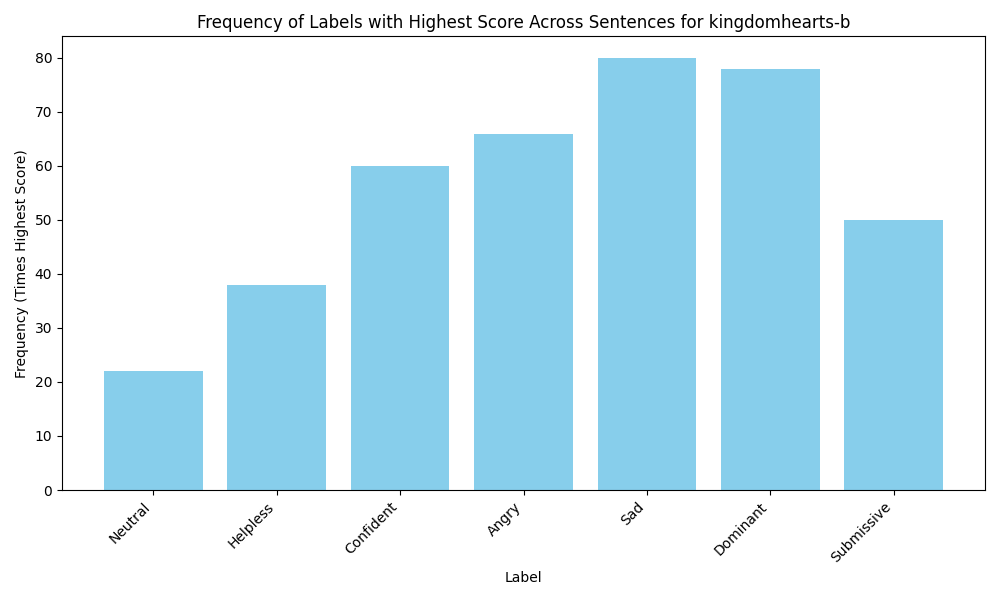 Frequency of Labels with Highest Score Across Sentences for kingdomhearts-b
Frequency (Times Highest Score)
80
70
60
50
40
30
20
10
0
Neutral
Helpless
Confident
Angry
Sad
Dominant
Submissive
Label